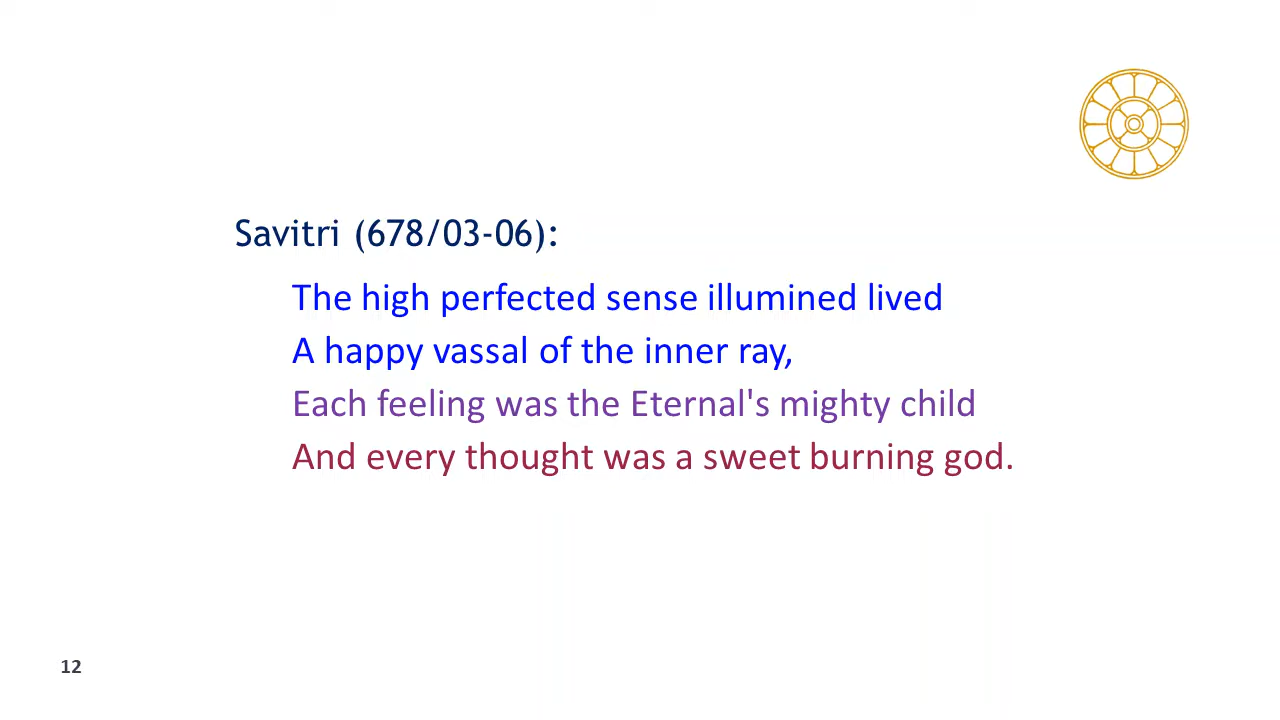 Savitri (678/03-06):
The high perfected sense illumined lived
A happy vassal of the inner ray,
Each feeling was the Eternal's mighty child
And every thought was a sweet burning god.
12